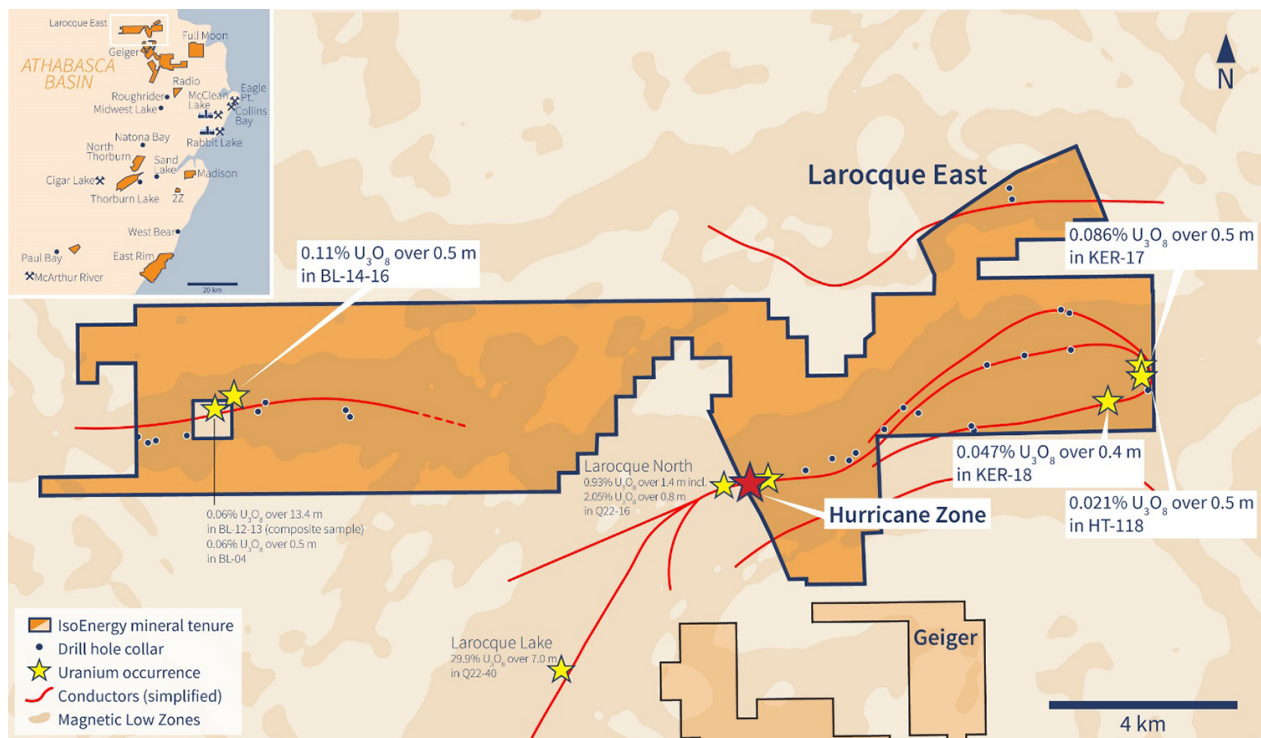 Larocque East
Full Moon
Geiger
ATHABASCA
BASIN
Radio
Roughrider
McClean
Lake
Eagle
Pt.
Midwest Lake
Collins
Bay
Natona Bay
Rabbit Lake
North
Thorburn
Sand
Lake
Cigar Lake
Madison
Thorburn Lake
2Z
West Bear
Paul Bay
East Rim
McArthur River
20 km
N
Larocque East
0.11% U₃O₈ over 0.5 m
in BL-14-16
0.086% U₃O₈ over 0.5 m
in KER-17
0.047% U₃O₈ over 0.4 m
in KER-18
0.021% U₃O₈ over 0.5 m
in HT-118
Larocque North
0.93% U₃O₈ over 1.4 m incl.
2.05% U₃O₈ over 0.8 m
in Q22-16
Hurricane Zone
0.06% U₃O₈ over 13.4 m
in BL-12-13 (composite sample)
0.06% U₃O₈ over 0.5 m
in BL-04
Larocque Lake
29.9% U₃O₈ over 7.0 m
in Q22-40
Geiger
IsoEnergy mineral tenure
Drill hole collar
Uranium occurrence
Conductors (simplified)
Magnetic Low Zones
4 km